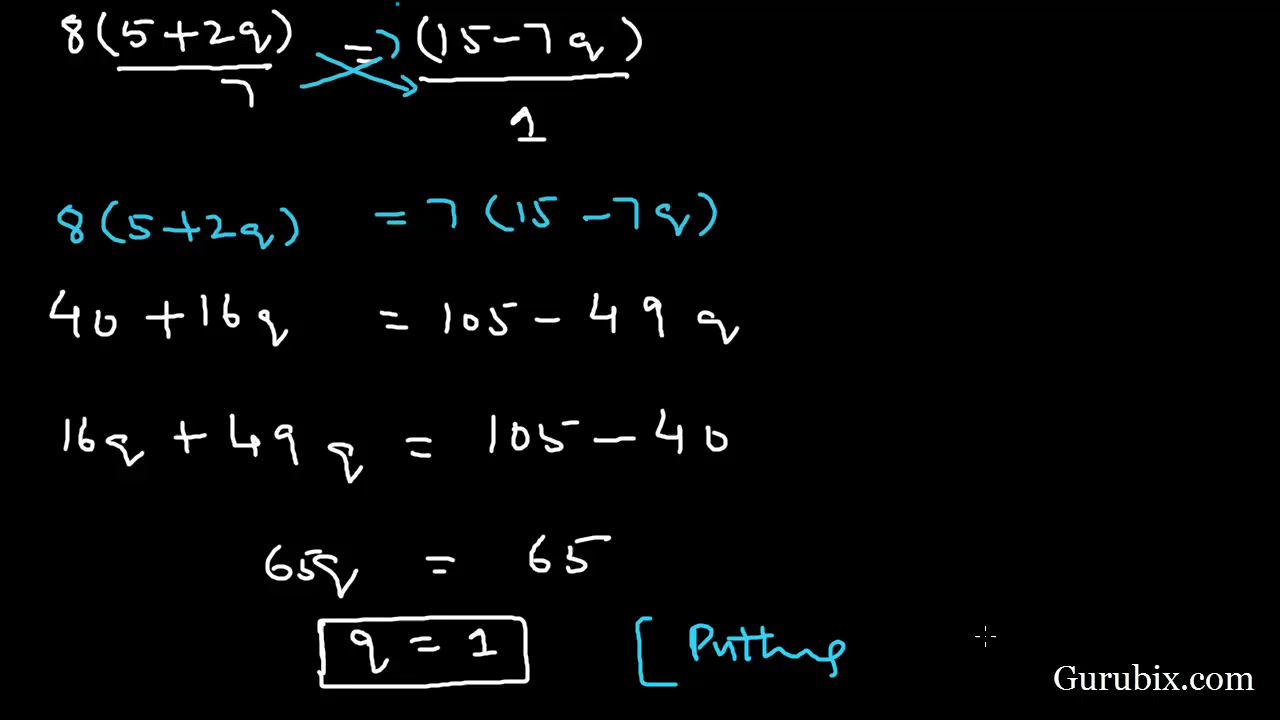 8(5+2q) = (15-7q)
7 1
8(5+2q) = 7(15-7q)
40+16q = 105-49q
16q+49q = 105-40
65q = 65
q = 1 [Putting
Gurubix.com